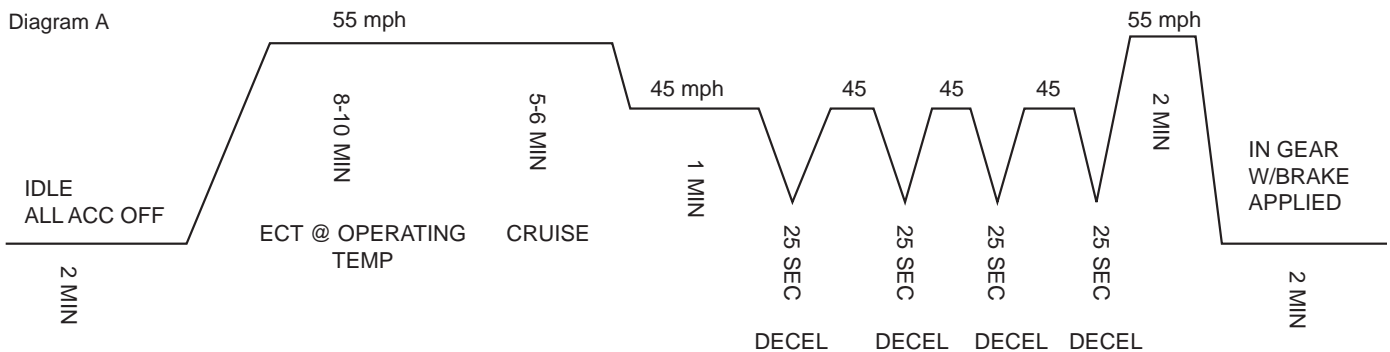 Diagram A
55 mph
55 mph
45 mph
45
45
45
8-10 MIN
5-6 MIN
2 MIN
1 MIN
IDLE
ALL ACC OFF
IN GEAR
W/BRAKE
APPLIED
ECT @ OPERATING
TEMP
CRUISE
2 MIN
25 SEC
25 SEC
25 SEC
25 SEC
2 MIN
DECEL
DECEL
DECEL
DECEL